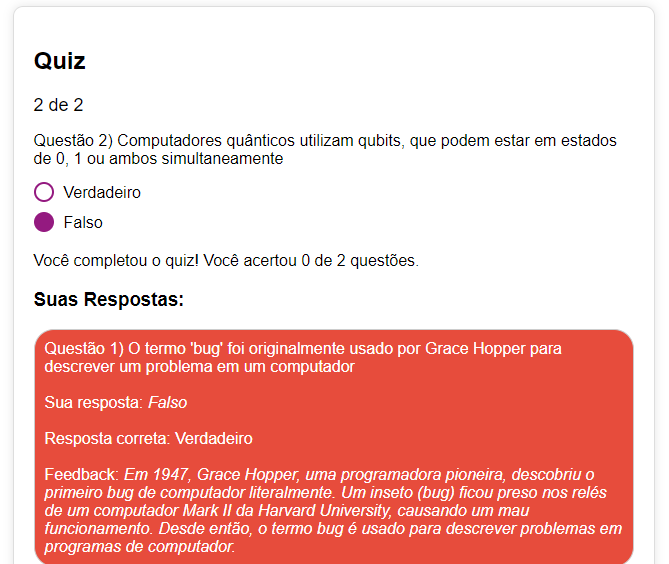 Quiz
2 de 2
Questão 2) Computadores quânticos utilizam qubits, que podem estar em estados
de 0, 1 ou ambos simultaneamente
Verdadeiro
Falso
Você completou o quiz! Você acertou 0 de 2 questões.
Suas Respostas:
Questão 1) O termo 'bug' foi originalmente usado por Grace Hopper para
descrever um problema em um computador
Sua resposta: Falso
Resposta correta: Verdadeiro
Feedback: Em 1947, Grace Hopper, uma programadora pioneira, descobriu o
primeiro bug de computador literalmente. Um inseto (bug) ficou preso nos relés
de um computador Mark II da Harvard University, causando um mau
funcionamento. Desde então, o termo bug é usado para descrever problemas em
programas de computador.